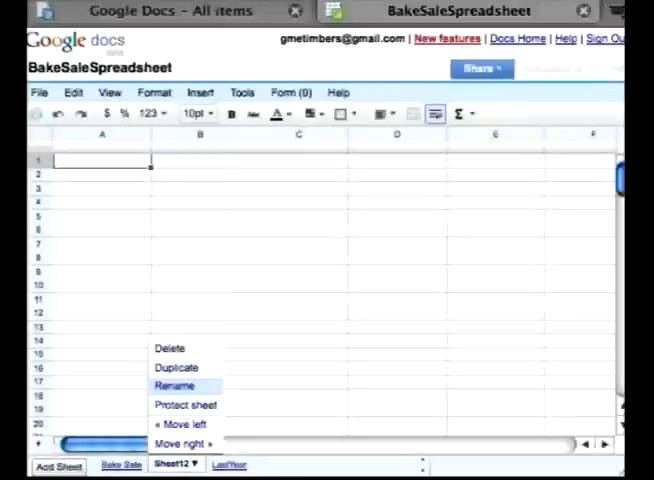 Google Docs - All items
BakeSaleSpreadsheet
Google docs
gmetimbers@gmail.com | New features | Docs Home | Help | Sign Ou
BakeSaleSpreadsheet
Share
File Edit View Format Insert Tools Form (0) Help
$ % 123 10pt B Abc A Σ
A B C D E F
1
2
3
4
5
6
7
8
9
10
11
12
13
14
15
16
17
18
19
20
Delete
Duplicate
Rename
Protect sheet
« Move left
Move right »
Add Sheet Bake Sale Sheet12 LastYear